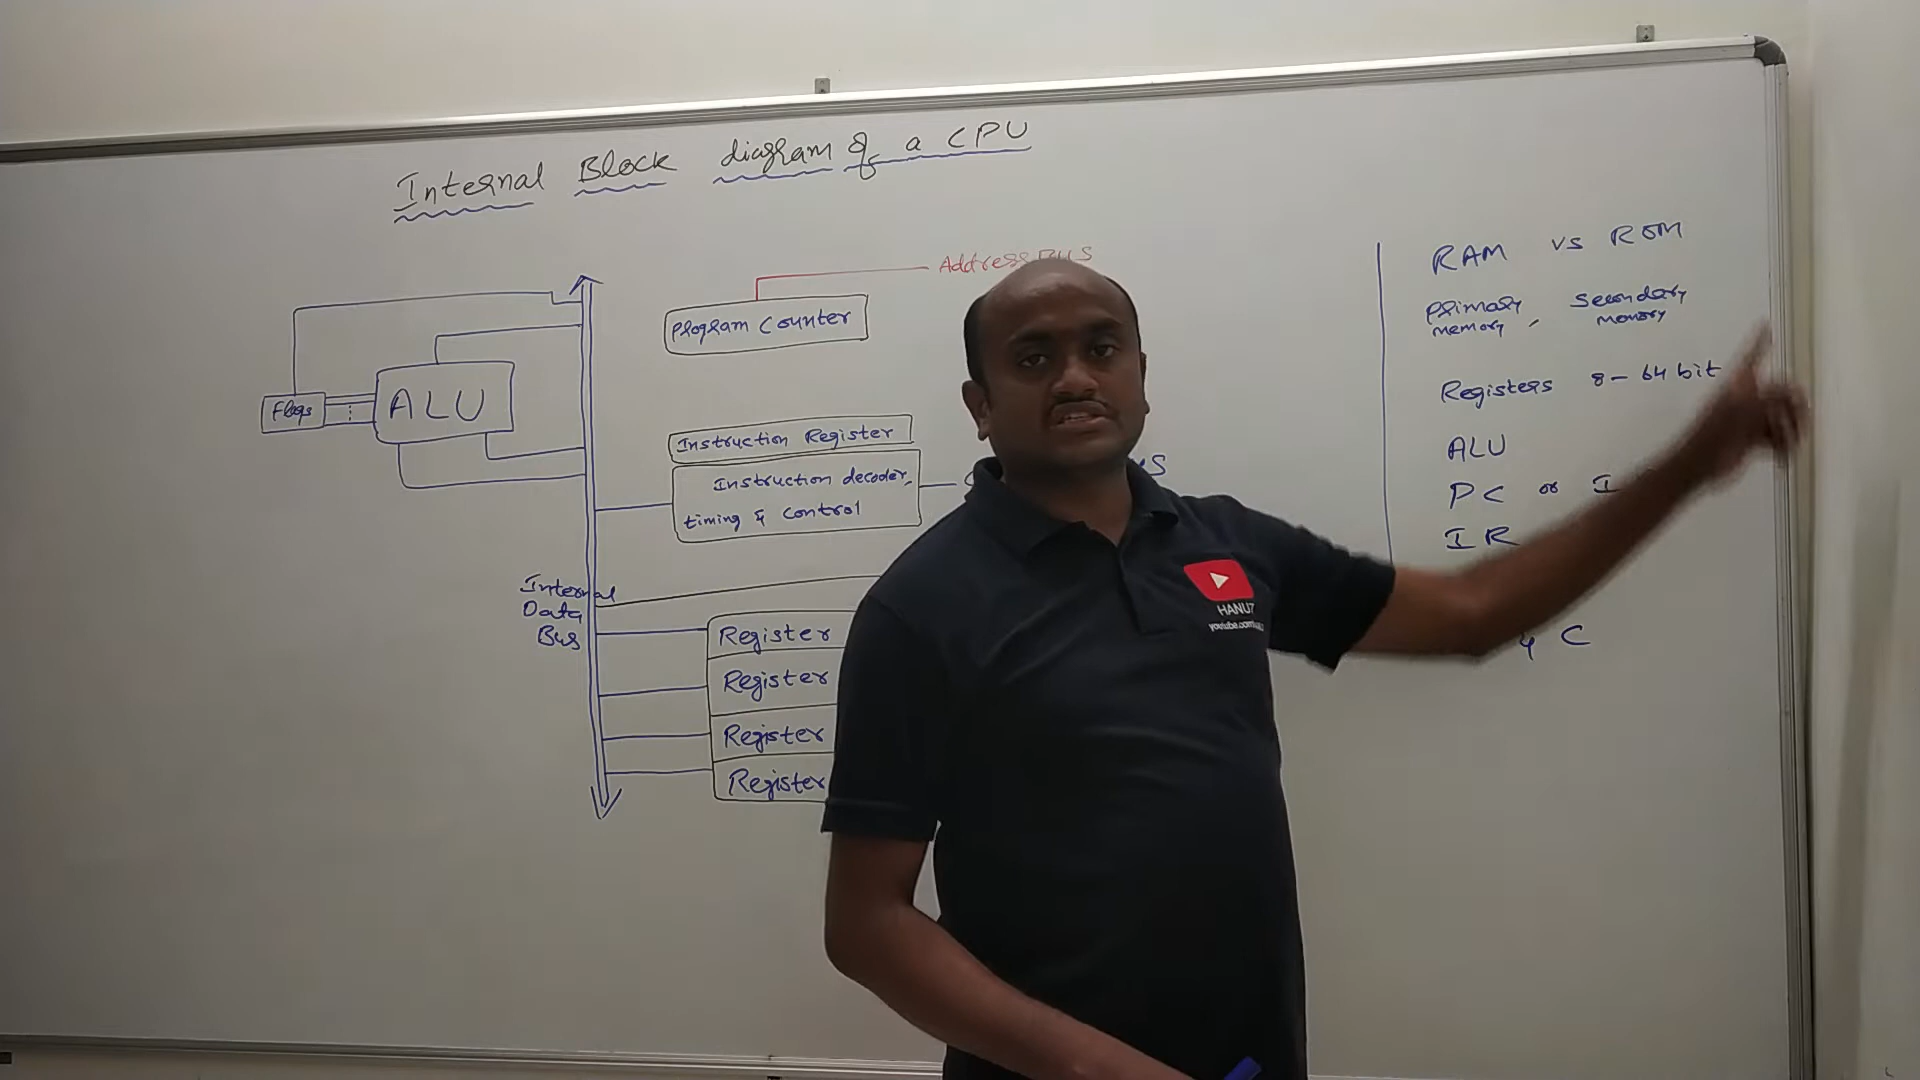 Internal Block diagram of a CPU
Address BUS
Program Counter
Flags
ALU
Instruction Register
Instruction decoder,
timing & control
Internal
Data
Bus
Register
Register
Register
Register
RAM vs ROM
Primary memory, Secondary memory
Registers 8-64 bit
ALU
PC or I
IR
& C
HANU?